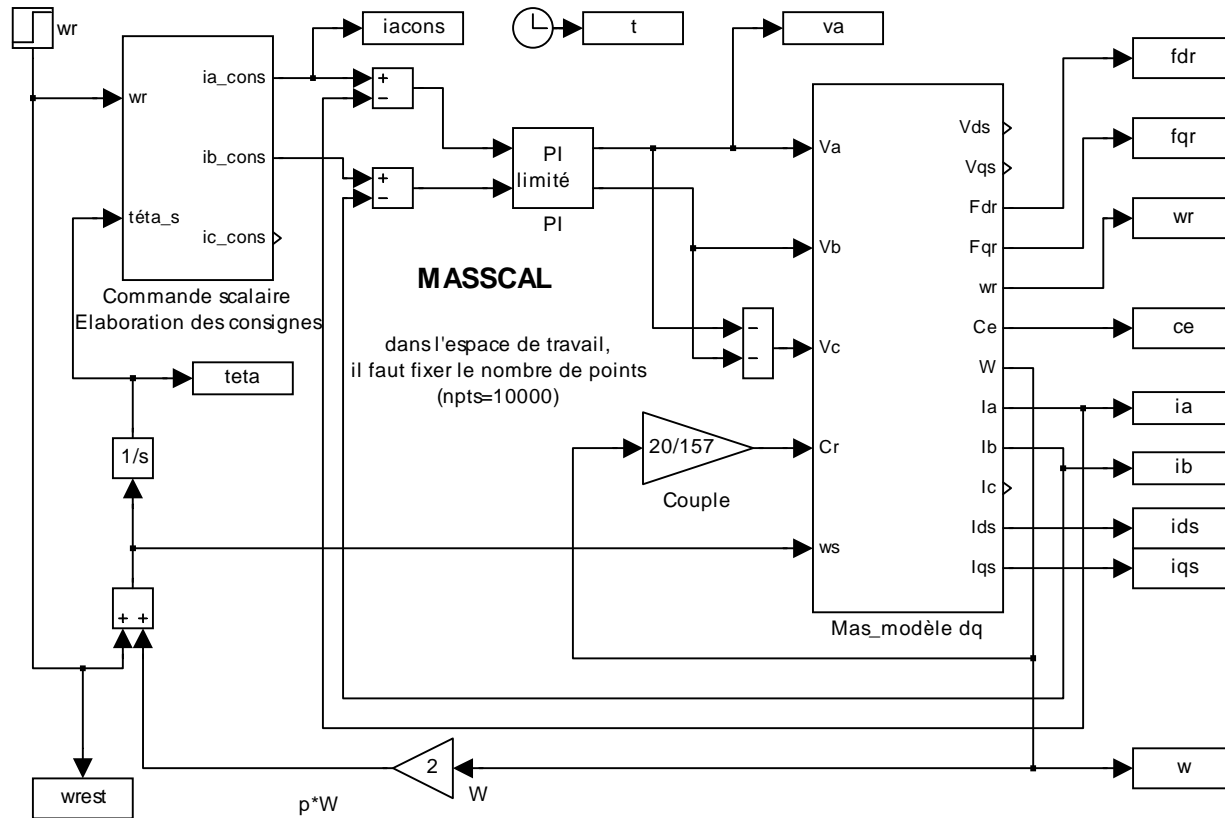 wr
iacons
t
va
fdr
ia_cons
+
−
wr
ib_cons
+
−
téta_s
ic_cons
PI
limité
PI
Va
Vb
Vc
Cr
ws
Vds
Vqs
Fdr
Fqr
wr
Ce
W
Ia
Ib
Ic
Ids
Iqs
fqr
wr
ce
ia
ib
ids
iqs
Commande scalaire
Elaboration des consignes
MASSCAL
dans l'espace de travail,
il faut fixer le nombre de points
(npts=10000)
−
−
teta
1/s
20/157
Couple
+ +
Mas_modèle dq
wrest
p*W
2
W
w